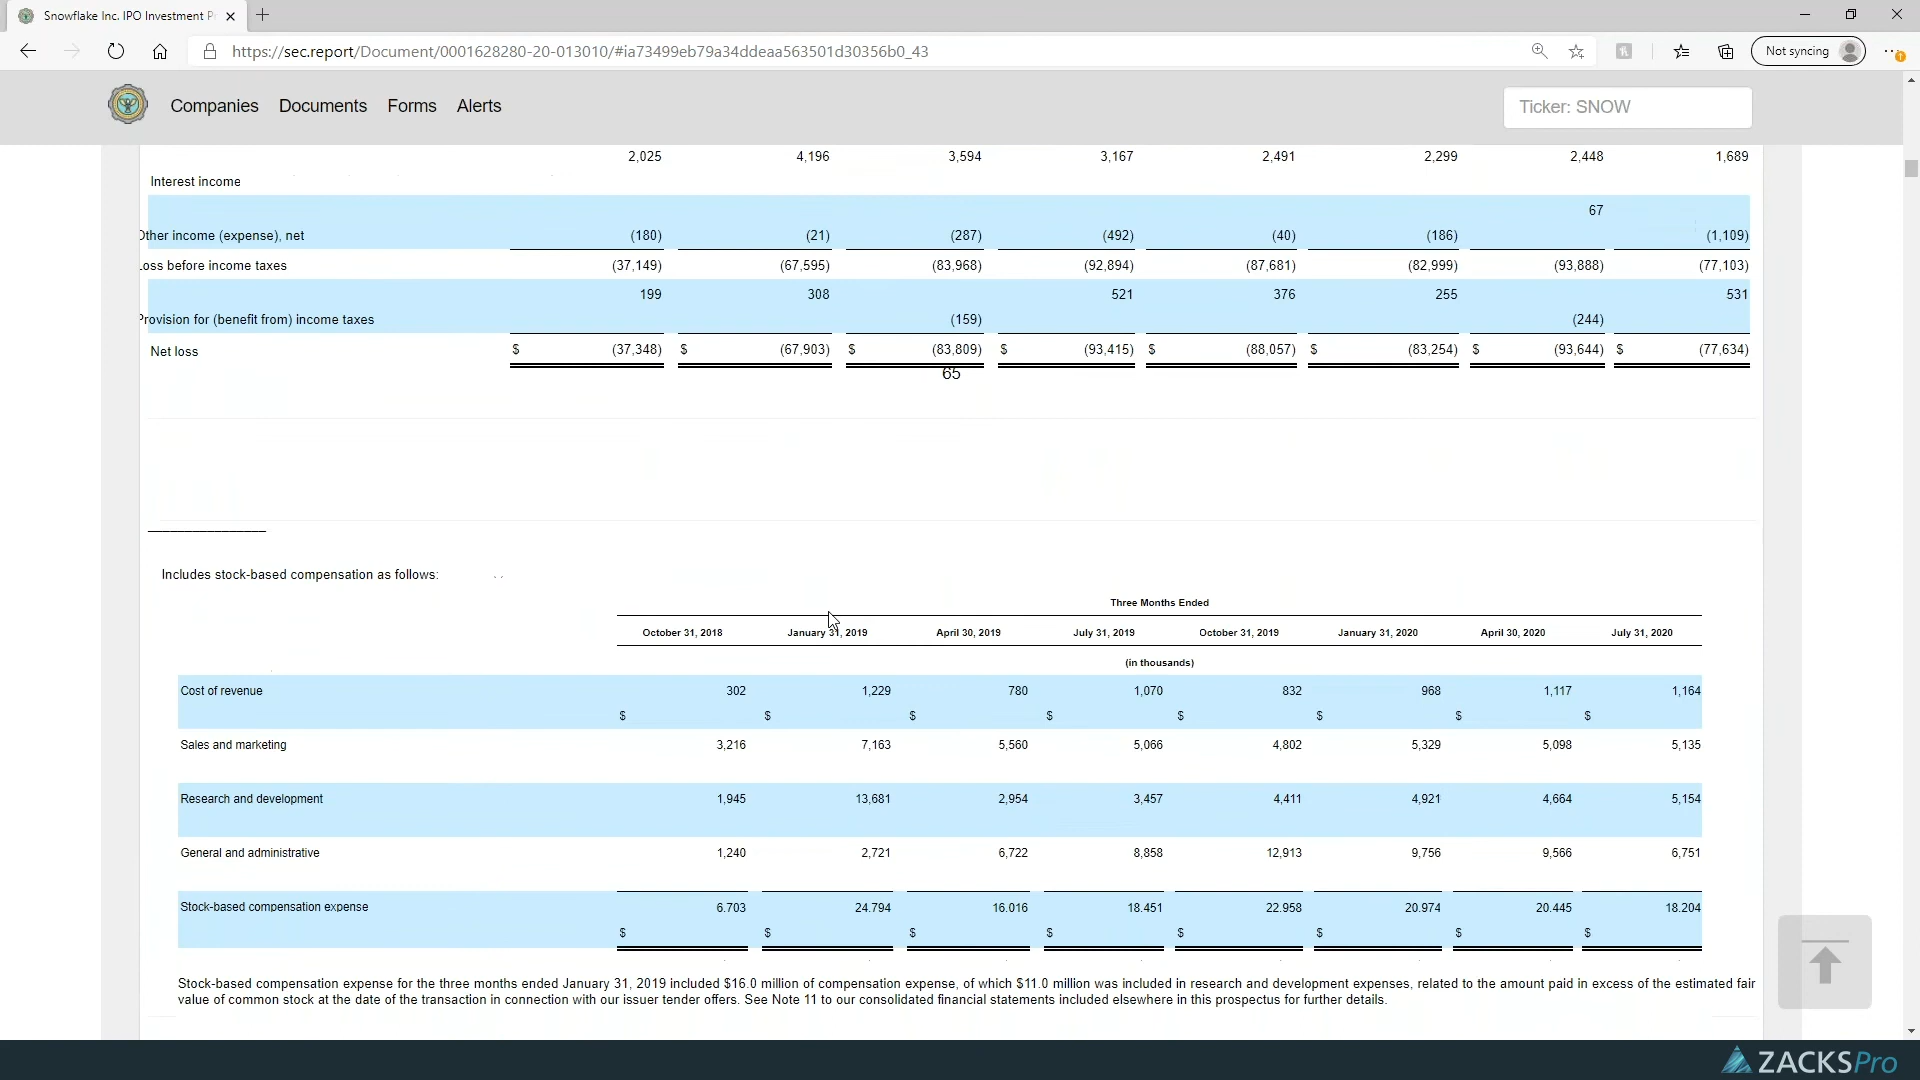 Snowflake Inc. IPO Investment P
https://sec.report/Document/0001628280-20-013010/#ia73499eb79a34ddeaa563501d30356b0_43
Not syncing
Companies Documents Forms Alerts
Ticker: SNOW
2,025 4,196 3,594 3,167 2,491 2,299 2,448 1,689
Interest income
67
Other income (expense), net (180) (21) (287) (492) (40) (186) (1,109)
Loss before income taxes (37,149) (67,595) (83,968) (92,894) (87,681) (82,999) (93,888) (77,103)
199 308 521 376 255 531
Provision for (benefit from) income taxes (159) (244)
Net loss $ (37,348) $ (67,903) $ (83,809) $ (93,415) $ (88,057) $ (83,254) $ (93,644) $ (77,634)
65
Includes stock-based compensation as follows:
Three Months Ended
October 31, 2018 January 31, 2019 April 30, 2019 July 31, 2019 October 31, 2019 January 31, 2020 April 30, 2020 July 31, 2020
(in thousands)
Cost of revenue 302 1,229 780 1,070 832 968 1,117 1,164
$ $ $ $ $ $ $ $
Sales and marketing 3,216 7,163 5,560 5,066 4,802 5,329 5,098 5,135
Research and development 1,945 13,681 2,954 3,457 4,411 4,921 4,664 5,154
General and administrative 1,240 2,721 6,722 8,858 12,913 9,756 9,566 6,751
Stock-based compensation expense 6.703 24.794 16.016 18.451 22.958 20.974 20.445 18.204
$ $ $ $ $ $ $ $
Stock-based compensation expense for the three months ended January 31, 2019 included $16.0 million of compensation expense, of which $11.0 million was included in research and development expenses, related to the amount paid in excess of the estimated fair
value of common stock at the date of the transaction in connection with our issuer tender offers. See Note 11 to our consolidated financial statements included elsewhere in this prospectus for further details.
ZACKSPro